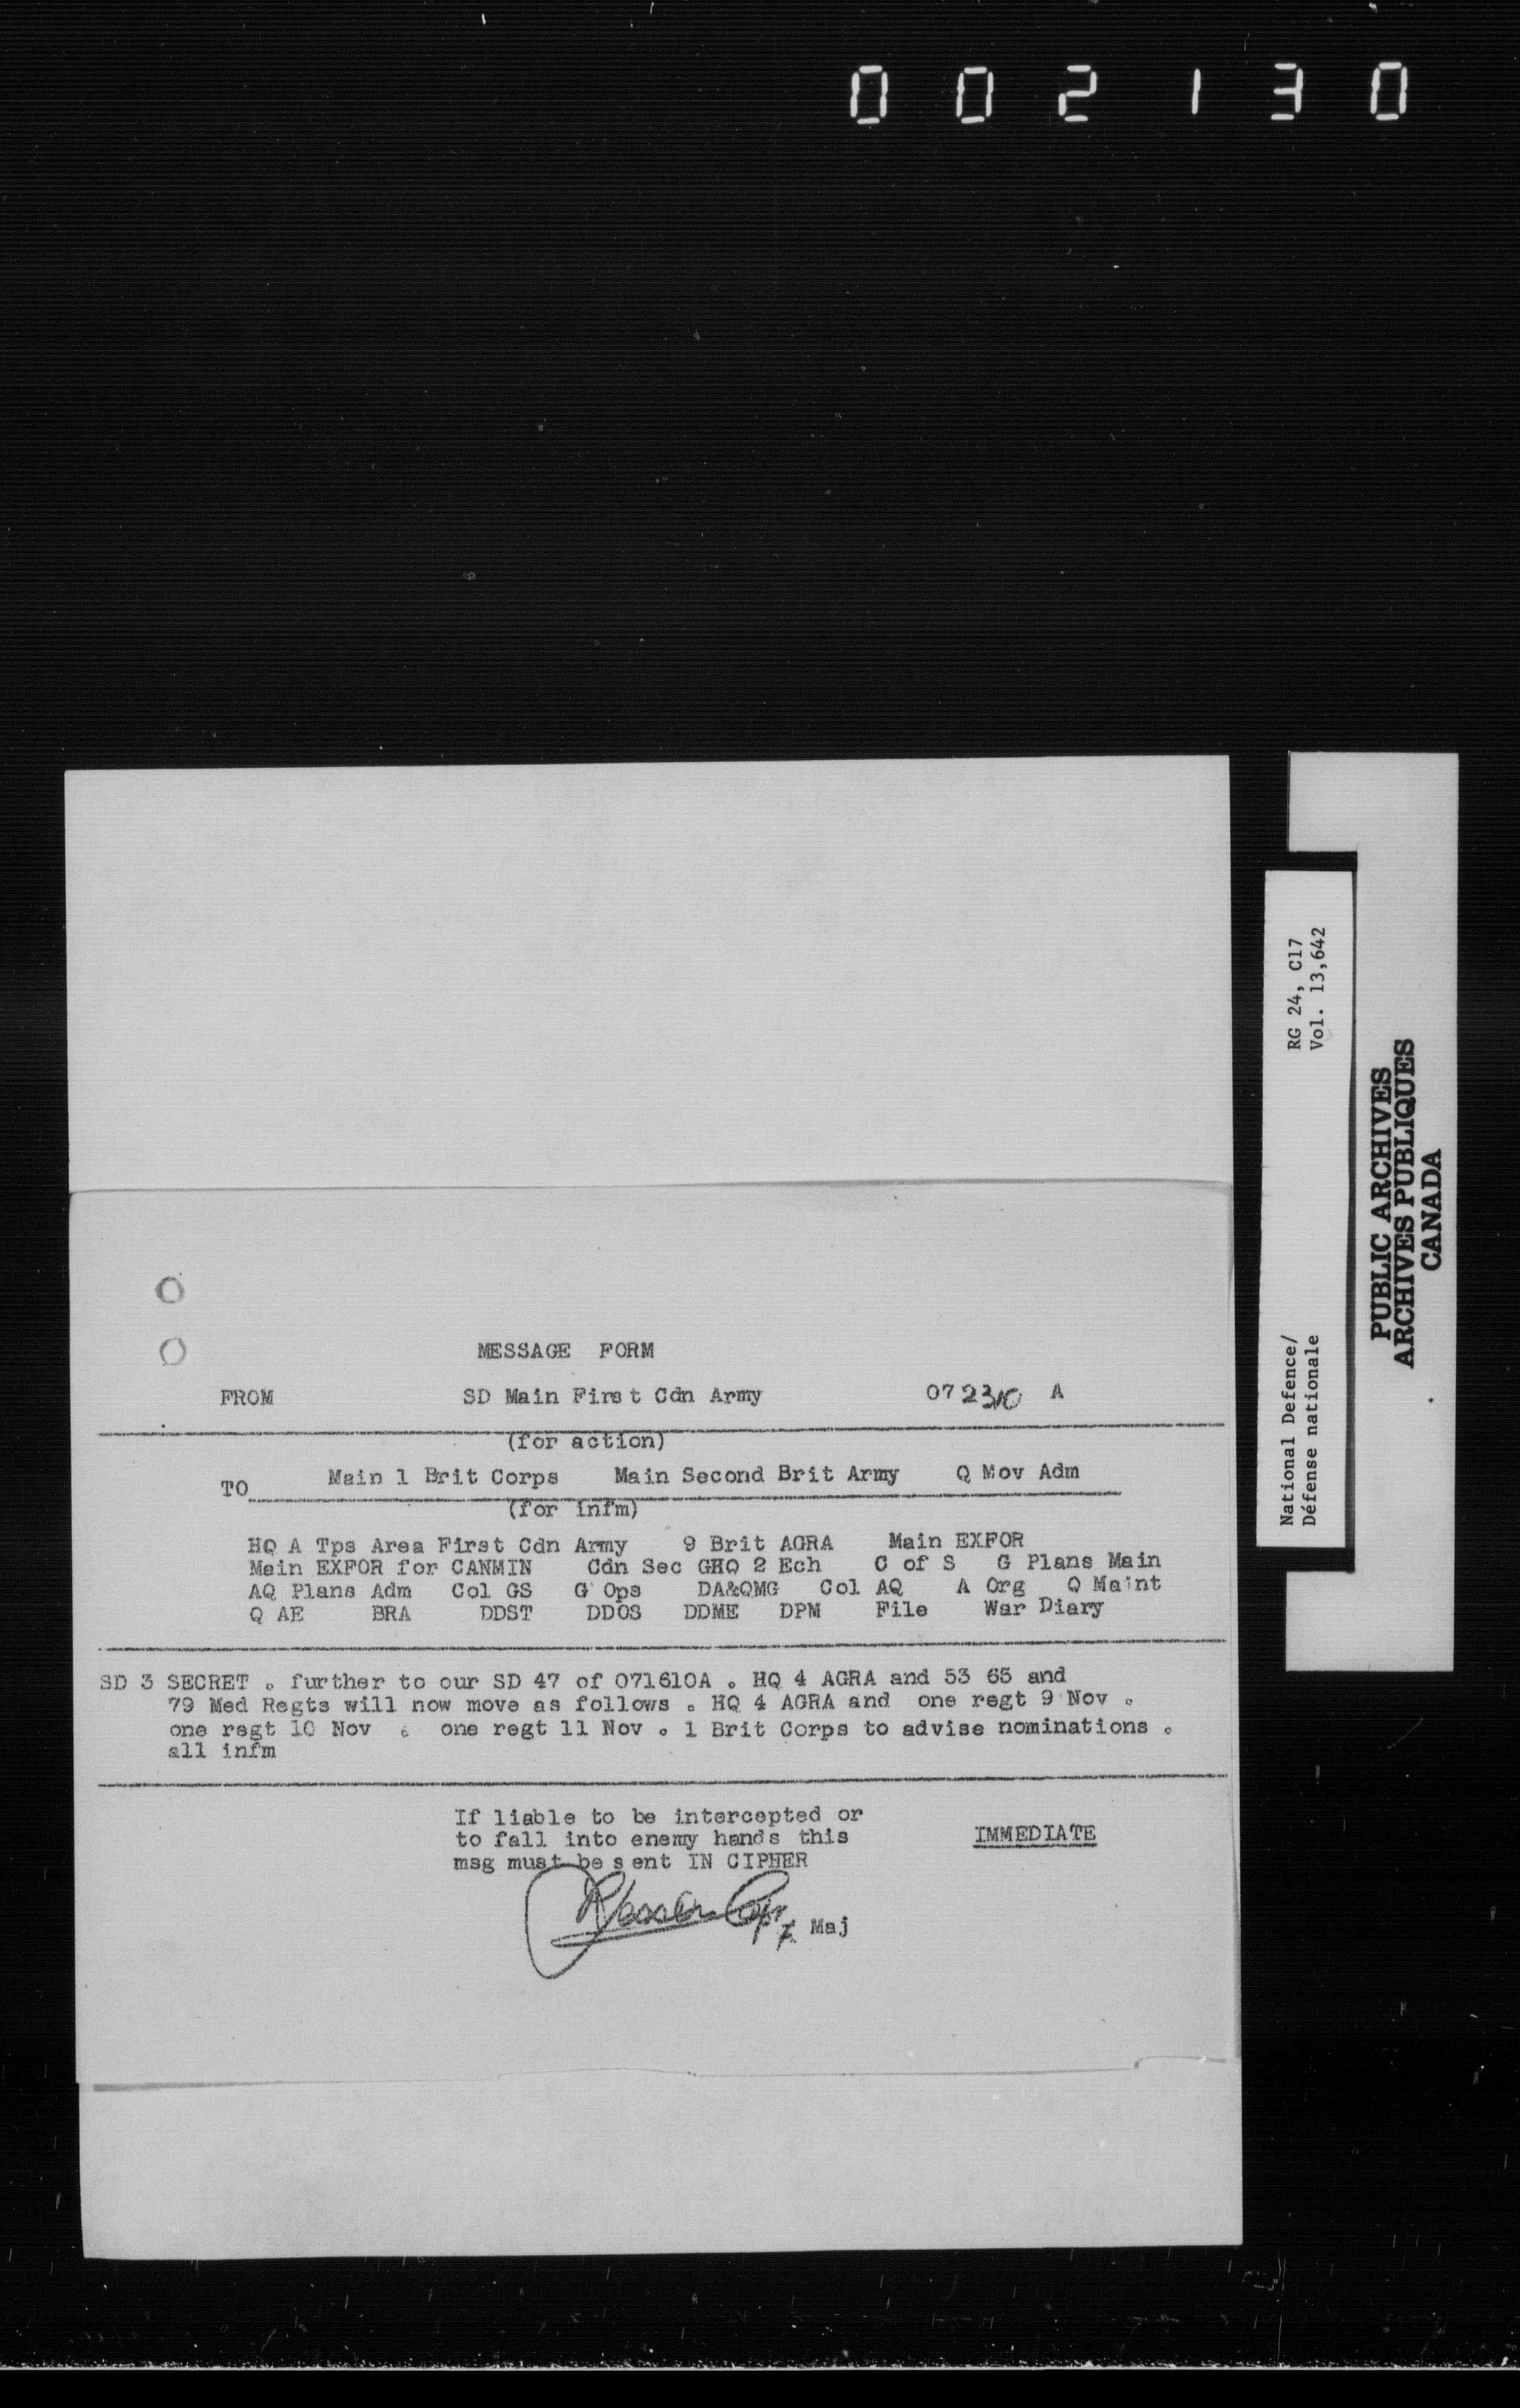 002130
MESSAGE FORM
FROM SD Main First Cdn Army 072310 A
(for action)
TO Main 1 Brit Corps Main Second Brit Army Q Mov Adm
(for infm)
HQ A Tps Area First Cdn Army 9 Brit AGRA Main EXFOR
Main EXFOR for CANMIN Cdn Sec GHQ 2 Ech C of S G Plans Main
AQ Plans Adm Col GS G Ops DA&QMG Col AQ A Org Q Maint
Q AE BRA DDST DDOS DDME DPM File War Diary
SD 3 SECRET . further to our SD 47 of 071610A . HQ 4 AGRA and 53 65 and
79 Med Regts will now move as follows . HQ 4 AGRA and one regt 9 Nov .
one regt 10 Nov . one regt 11 Nov . 1 Brit Corps to advise nominations .
all infm
If liable to be intercepted or
to fall into enemy hands this
msg must be sent IN CIPHER
IMMEDIATE
Maj
National Defence/
Défense nationale
RG 24, C17
Vol. 13,642
PUBLIC ARCHIVES
ARCHIVES PUBLIQUES
CANADA